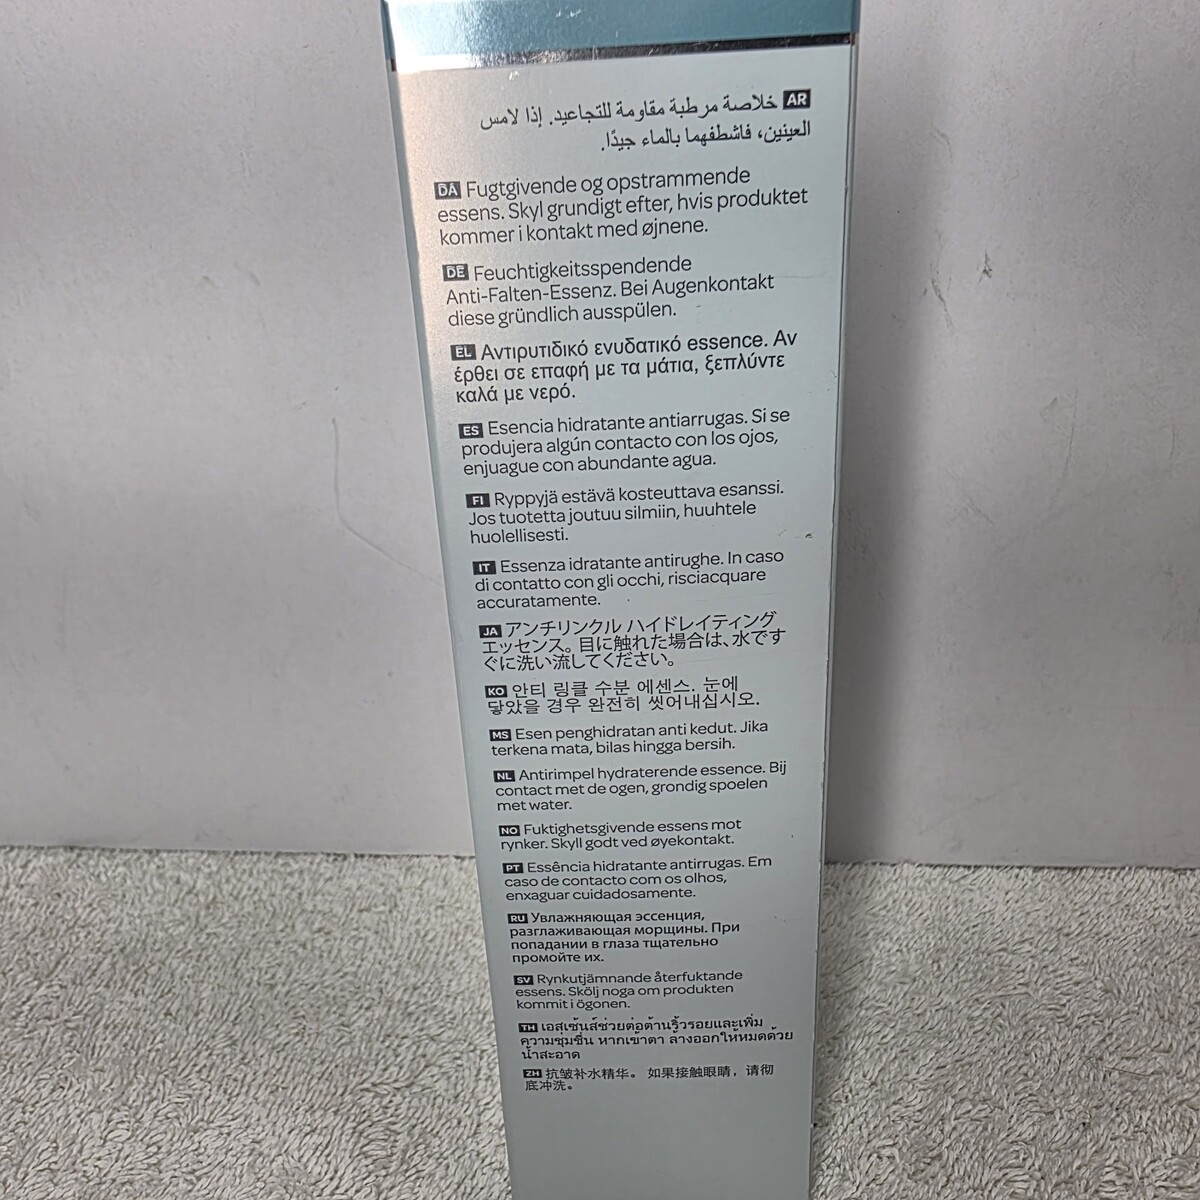 AR خلاصة مرطبة مقاومة للتجاعيد. إذا لامس
العينين، فاشطفهما بالماء جيدًا.
DA Fugtgivende og opstrammende
essens. Skyl grundigt efter, hvis produktet
kommer i kontakt med øjnene.
DE Feuchtigkeitsspendende
Anti-Falten-Essenz. Bei Augenkontakt
diese gründlich ausspülen.
EL Αντιρυτιδικό ενυδατικό essence. Αν
έρθει σε επαφή με τα μάτια, ξεπλύντε
καλά με νερό.
ES Esencia hidratante antiarrugas. Si se
produjera algún contacto con los ojos,
enjuague con abundante agua.
FI Ryppyjä estävä kosteuttava esanssi.
Jos tuotetta joutuu silmiin, huuhtele
huolellisesti.
IT Essenza idratante antirughe. In caso
di contatto con gli occhi, risciacquare
accuratamente.
JA アンチリンクル ハイドレイティング
エッセンス。目に触れた場合は、水です
ぐに洗い流してください。
KO 안티 링클 수분 에센스. 눈에
닿았을 경우 완전히 씻어내십시오.
MS Esen penghidratan anti kedut. Jika
terkena mata, bilas hingga bersih.
NL Antirimpel hydraterende essence. Bij
contact met de ogen, grondig spoelen
met water.
NO Fuktighetsgivende essens mot
rynker. Skyll godt ved øyekontakt.
PT Essência hidratante antirrugas. Em
caso de contacto com os olhos,
enxaguar cuidadosamente.
RU Увлажняющая эссенция,
разглаживающая морщины. При
попадании в глаза тщательно
промойте их.
SV Rynkutjämnande återfuktande
essens. Skölj noga om produkten
kommit i ögonen.
TH เอสเซ้นส์ช่วยต่อต้านริ้วรอยและเพิ่ม
ความชุ่มชื่น หากเข้าตา ล้างออกให้หมดด้วย
น้ำสะอาด
ZH 抗皱补水精华。 如果接触眼睛，请彻
底冲洗。